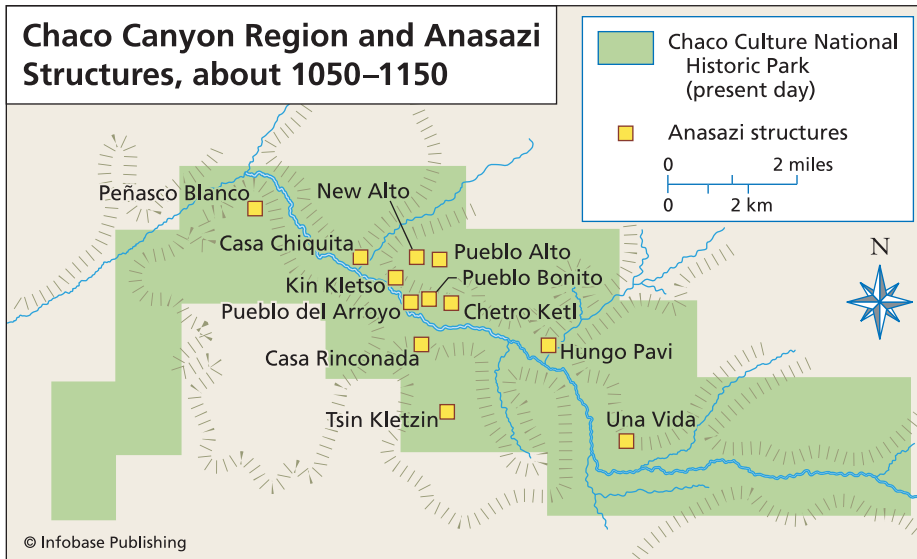 Chaco Canyon Region and Anasazi
Structures, about 1050–1150
Chaco Culture National
Historic Park
(present day)
Anasazi structures
0 2 miles
0 2 km
N
Peñasco Blanco
New Alto
Casa Chiquita
Pueblo Alto
Kin Kletso
Pueblo Bonito
Pueblo del Arroyo
Chetro Ketl
Casa Rinconada
Hungo Pavi
Tsin Kletzin
Una Vida
© Infobase Publishing